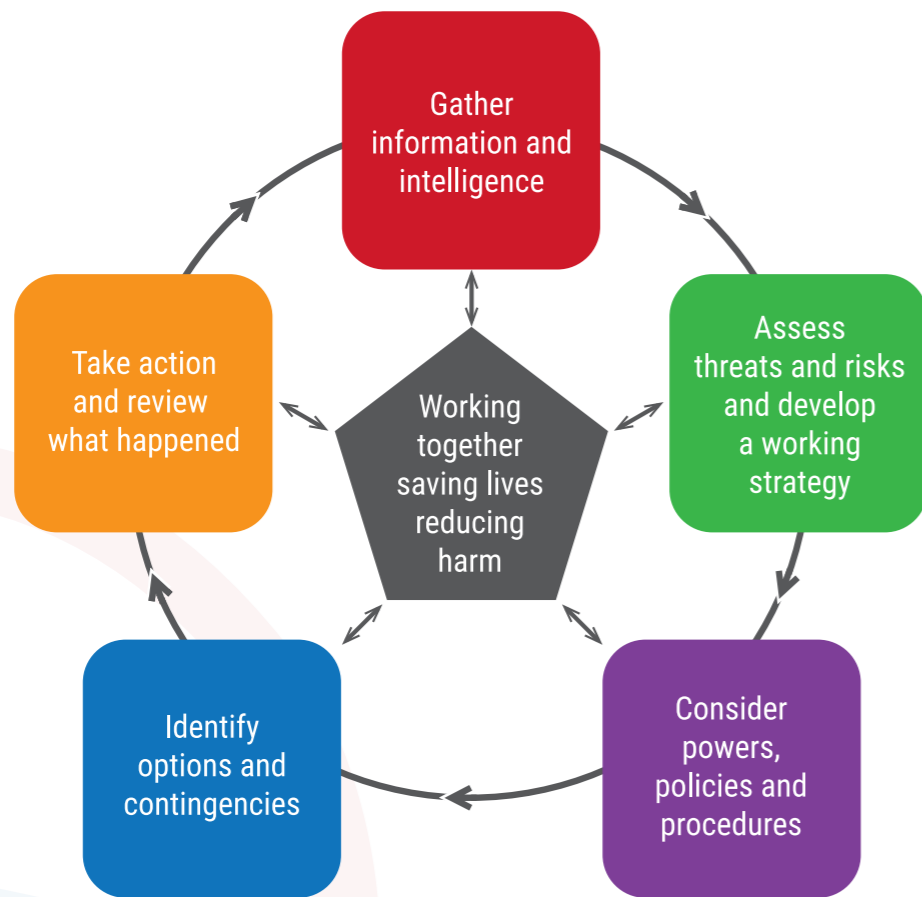 Gather
information and
intelligence
Assess
threats and risks
and develop
a working
strategy
Consider
powers,
policies and
procedures
Identify
options and
contingencies
Take action
and review
what happened
Working
together
saving lives
reducing
harm